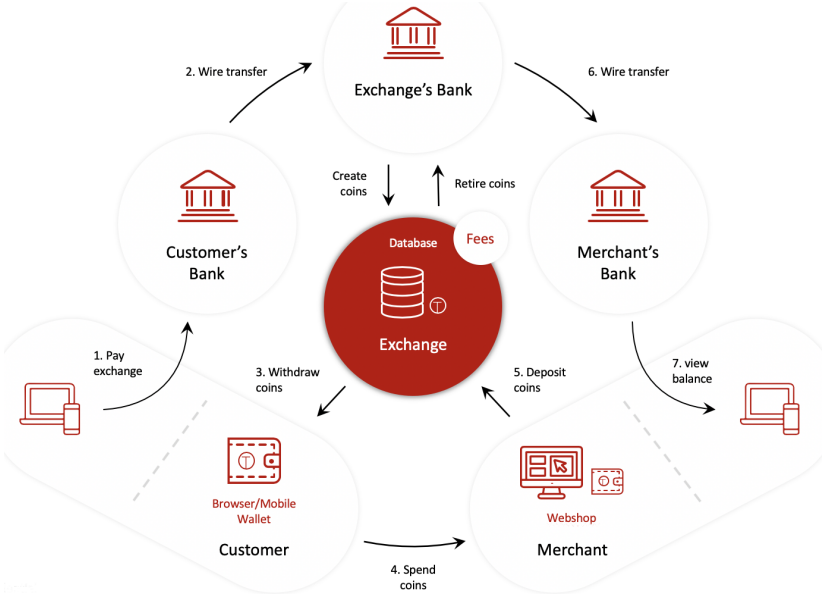 2. Wire transfer
6. Wire transfer
Exchange's Bank
Create
coins
Retire coins
Customer's
Bank
Database
Fees
Merchant's
Bank
Exchange
1. Pay
exchange
3. Withdraw
coins
5. Deposit
coins
7. view
balance
T
T
T
Browser/Mobile
Wallet
Customer
Webshop
Merchant
4. Spend
coins